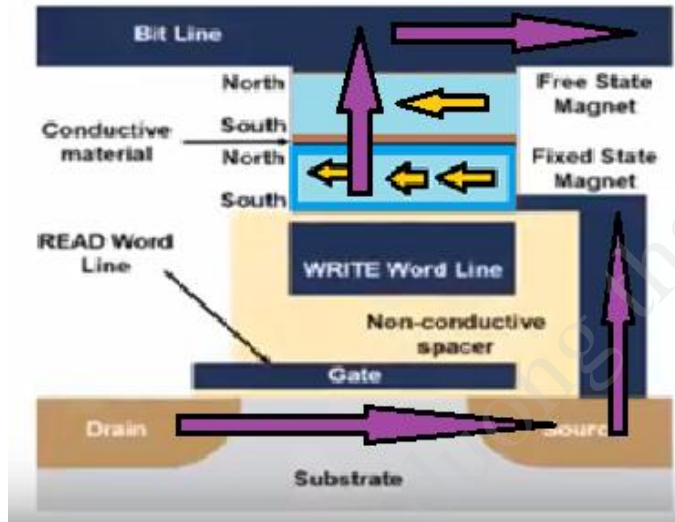 Bit Line
North
Free State
Magnet
South
Conductive
material
North
Fixed State
Magnet
South
READ Word
Line
WRITE Word Line
Non-conductive
spacer
Gate
Drain
Substrate